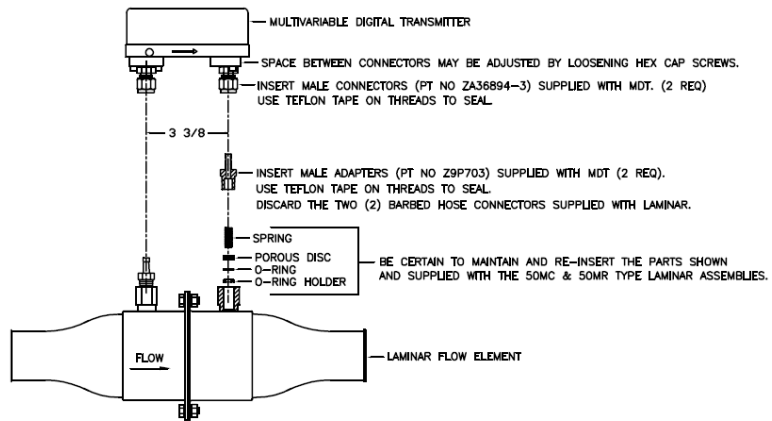 MULTIVARIABLE DIGITAL TRANSMITTER
SPACE BETWEEN CONNECTORS MAY BE ADJUSTED BY LOOSENING HEX CAP SCREWS.
INSERT MALE CONNECTORS (PT NO ZA36894-3) SUPPLIED WITH MDT. (2 REQ)
USE TEFLON TAPE ON THREADS TO SEAL
3 3/8
INSERT MALE ADAPTERS (PT NO Z9P703) SUPPLIED WITH MDT (2 REQ).
USE TEFLON TAPE ON THREADS TO SEAL.
DISCARD THE TWO (2) BARBED HOSE CONNECTORS SUPPLIED WITH LAMINAR.
SPRING
POROUS DISC
O-RING
O-RING HOLDER
BE CERTAIN TO MAINTAIN AND RE-INSERT THE PARTS SHOWN
AND SUPPLIED WITH THE 50MC & 50MR TYPE LAMINAR ASSEMBLIES.
FLOW
LAMINAR FLOW ELEMENT